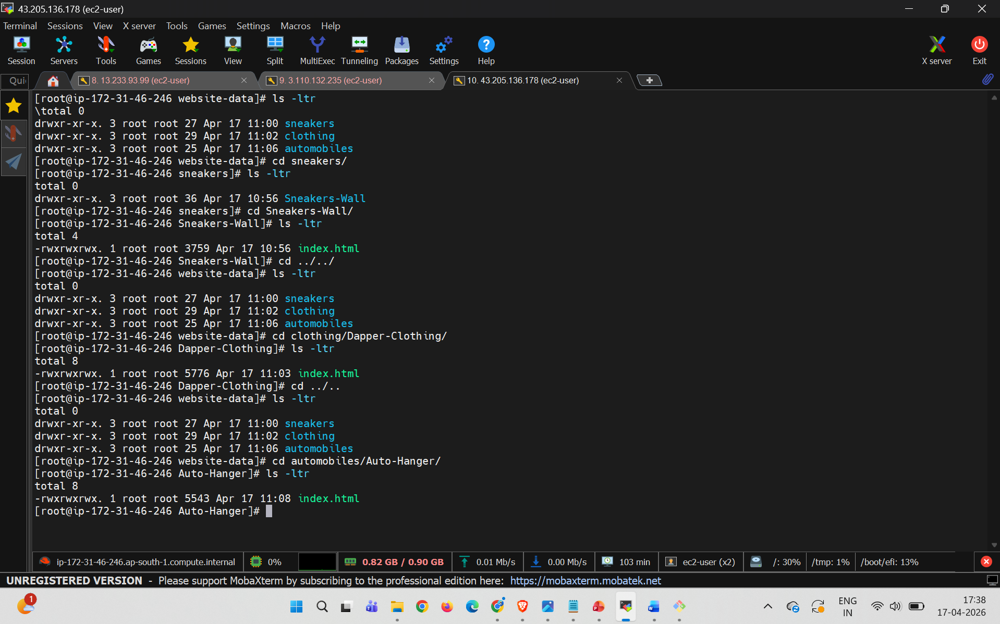 43.205.136.178 (ec2-user)
Terminal Sessions View X server Tools Games Settings Macros Help
Session Servers Tools Games Sessions View Split MultiExec Tunneling Packages Settings Help X server Exit
Qui 8. 13.233.93.99 (ec2-user) 9. 3.110.132.235 (ec2-user) 10. 43.205.136.178 (ec2-user)
[root@ip-172-31-46-246 website-data]# ls -ltr
\total 0
drwxr-xr-x. 3 root root 27 Apr 17 11:00 sneakers
drwxr-xr-x. 3 root root 29 Apr 17 11:02 clothing
drwxr-xr-x. 3 root root 25 Apr 17 11:06 automobiles
[root@ip-172-31-46-246 website-data]# cd sneakers/
[root@ip-172-31-46-246 sneakers]# ls -ltr
total 0
drwxr-xr-x. 3 root root 36 Apr 17 10:56 Sneakers-Wall
[root@ip-172-31-46-246 sneakers]# cd Sneakers-Wall/
[root@ip-172-31-46-246 Sneakers-Wall]# ls -ltr
total 4
-rwxrwxrwx. 1 root root 3759 Apr 17 10:56 index.html
[root@ip-172-31-46-246 Sneakers-Wall]# cd ../../
[root@ip-172-31-46-246 website-data]# ls -ltr
total 0
drwxr-xr-x. 3 root root 27 Apr 17 11:00 sneakers
drwxr-xr-x. 3 root root 29 Apr 17 11:02 clothing
drwxr-xr-x. 3 root root 25 Apr 17 11:06 automobiles
[root@ip-172-31-46-246 website-data]# cd clothing/Dapper-Clothing/
[root@ip-172-31-46-246 Dapper-Clothing]# ls -ltr
total 8
-rwxrwxrwx. 1 root root 5776 Apr 17 11:03 index.html
[root@ip-172-31-46-246 Dapper-Clothing]# cd ../..
[root@ip-172-31-46-246 website-data]# ls -ltr
total 0
drwxr-xr-x. 3 root root 27 Apr 17 11:00 sneakers
drwxr-xr-x. 3 root root 29 Apr 17 11:02 clothing
drwxr-xr-x. 3 root root 25 Apr 17 11:06 automobiles
[root@ip-172-31-46-246 website-data]# cd automobiles/Auto-Hanger/
[root@ip-172-31-46-246 Auto-Hanger]# ls -ltr
total 8
-rwxrwxrwx. 1 root root 5543 Apr 17 11:08 index.html
[root@ip-172-31-46-246 Auto-Hanger]#
ip-172-31-46-246.ap-south-1.compute.internal 0% 0.82 GB / 0.90 GB 0.01 Mb/s 0.00 Mb/s 103 min ec2-user (x2) /: 30% /tmp: 1% /boot/efi: 13%
UNREGISTERED VERSION - Please support MobaXterm by subscribing to the professional edition here: https://mobaxterm.mobatek.net
1 ENG 17:38
IN 17-04-2026